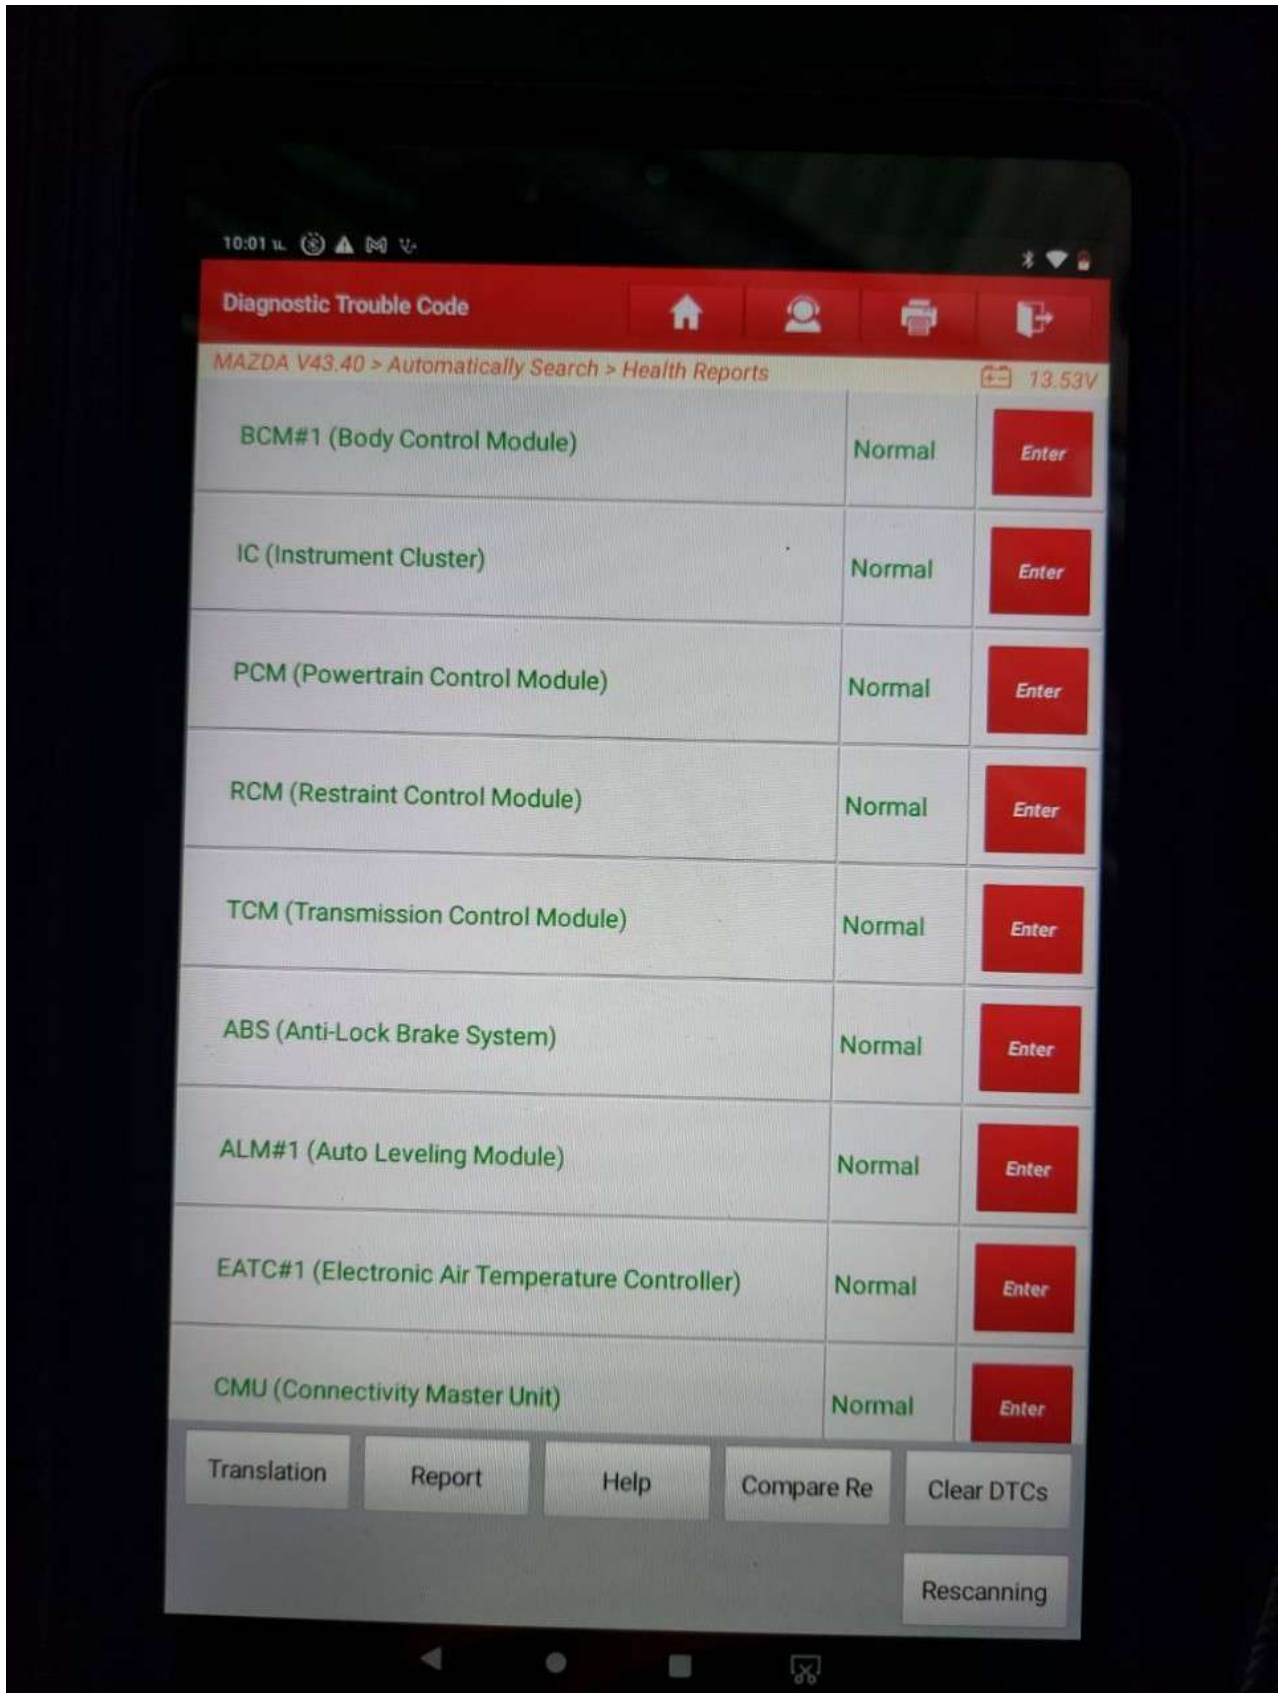 10:01 น.
Diagnostic Trouble Code
MAZDA V43.40 > Automatically Search > Health Reports 13.53V
BCM#1 (Body Control Module) Normal Enter
IC (Instrument Cluster) Normal Enter
PCM (Powertrain Control Module) Normal Enter
RCM (Restraint Control Module) Normal Enter
TCM (Transmission Control Module) Normal Enter
ABS (Anti-Lock Brake System) Normal Enter
ALM#1 (Auto Leveling Module) Normal Enter
EATC#1 (Electronic Air Temperature Controller) Normal Enter
CMU (Connectivity Master Unit) Normal Enter
Translation Report Help Compare Re Clear DTCs
Rescanning